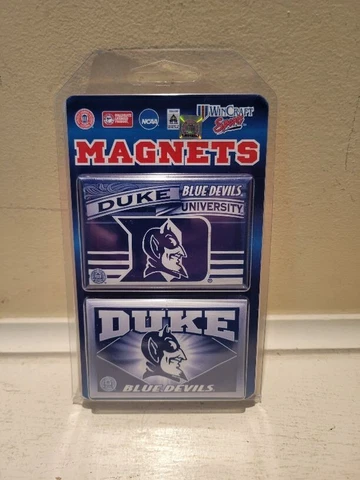 NCAA
WINCRAFT
Sports
MAGNETS
DUKE BLUE DEVILS
UNIVERSITY
D
DUKE
BLUE DEVILS